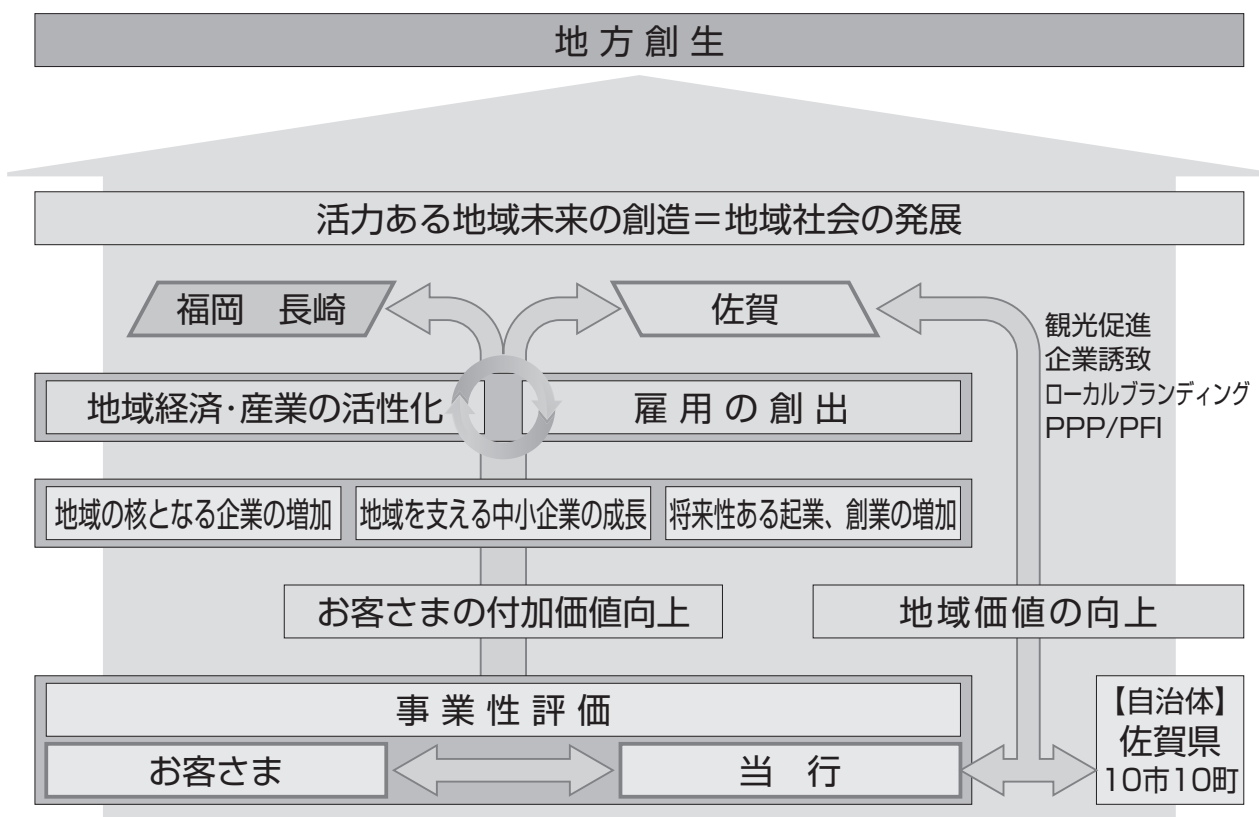 地方創生
活力ある地域未来の創造＝地域社会の発展
福岡　長崎
佐賀
観光促進
企業誘致
ローカルブランディング
PPP/PFI
地域経済・産業の活性化
雇用の創出
地域の核となる企業の増加
地域を支える中小企業の成長
将来性ある起業、創業の増加
お客さまの付加価値向上
地域価値の向上
事業性評価
お客さま
当　行
【自治体】
佐賀県
10市10町